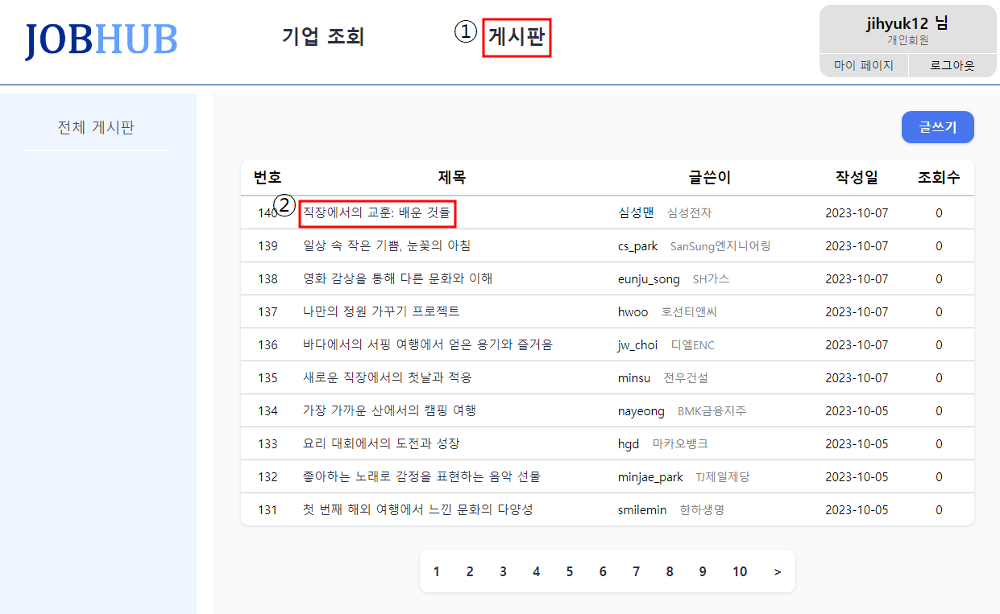 JOBHUB
기업 조회
① 게시판
jihyuk12 님
개인회원
마이 페이지 로그아웃
전체 게시판
글쓰기
번호 제목 글쓴이 작성일 조회수
140 ② 직장에서의 교훈: 배운 것들 심성맨 심성전자 2023-10-07 0
139 일상 속 작은 기쁨, 눈꽃의 아침 cs_park SanSung엔지니어링 2023-10-07 0
138 영화 감상을 통해 다른 문화와 이해 eunju_song SH가스 2023-10-07 0
137 나만의 정원 가꾸기 프로젝트 hwoo 호선티앤씨 2023-10-07 0
136 바다에서의 서핑 여행에서 얻은 용기와 즐거움 jw_choi 디엘ENC 2023-10-07 0
135 새로운 직장에서의 첫날과 적응 minsu 전우건설 2023-10-07 0
134 가장 가까운 산에서의 캠핑 여행 nayeong BMK금융지주 2023-10-05 0
133 요리 대회에서의 도전과 성장 hgd 마카오뱅크 2023-10-05 0
132 좋아하는 노래로 감정을 표현하는 음악 선물 minjae_park TJ제일제당 2023-10-05 0
131 첫 번째 해외 여행에서 느낀 문화의 다양성 smilemin 한하생명 2023-10-05 0
1 2 3 4 5 6 7 8 9 10 >